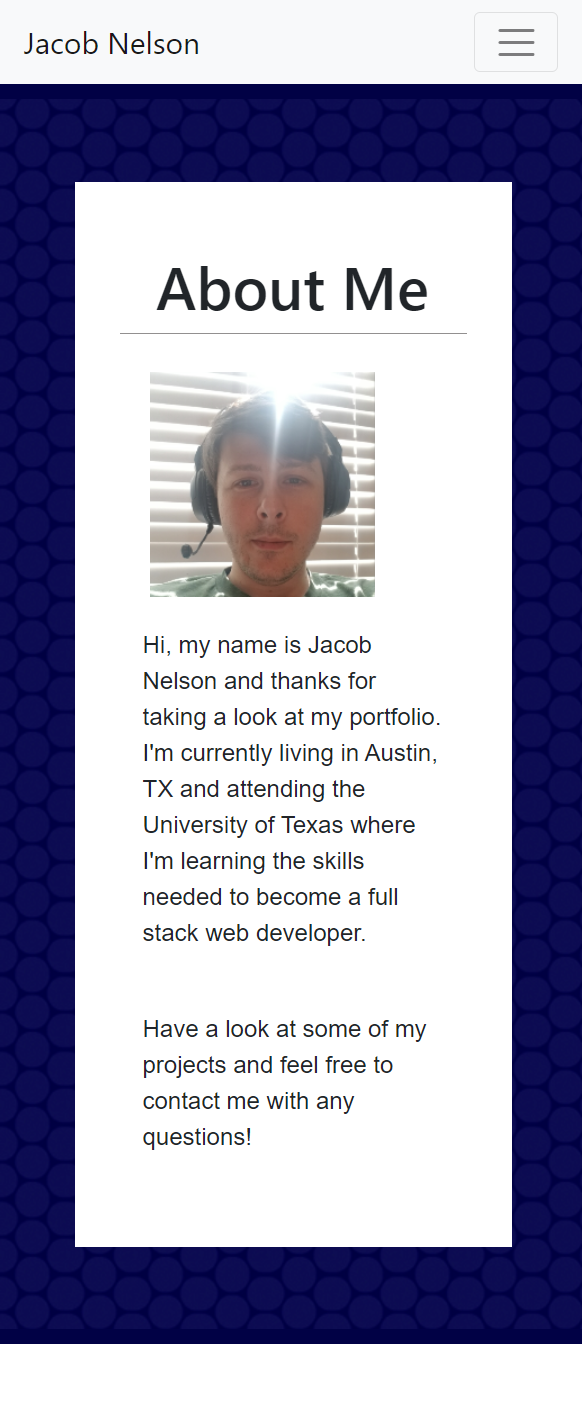 Jacob Nelson
About Me
Hi, my name is Jacob
Nelson and thanks for
taking a look at my portfolio.
I'm currently living in Austin,
TX and attending the
University of Texas where
I'm learning the skills
needed to become a full
stack web developer.
Have a look at some of my
projects and feel free to
contact me with any
questions!